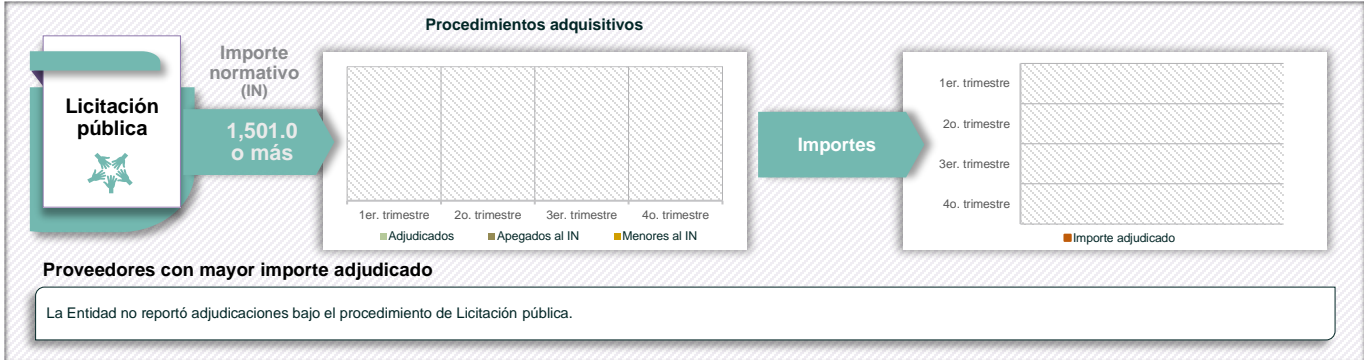 Procedimientos adquisitivos
Licitación
pública
Importe
normativo
(IN)
1,501.0
o más
1er. trimestre 2o. trimestre 3er. trimestre 4o. trimestre
Adjudicados Apegados al IN Menores al IN
Importes
1er. trimestre
2o. trimestre
3er. trimestre
4o. trimestre
Importe adjudicado
Proveedores con mayor importe adjudicado
La Entidad no reportó adjudicaciones bajo el procedimiento de Licitación pública.